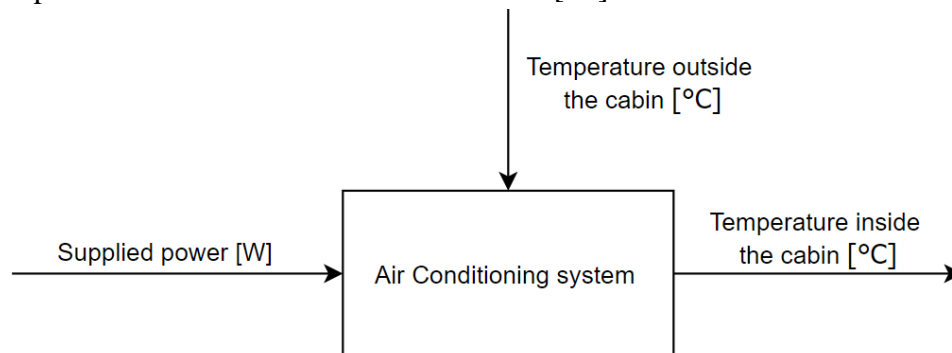 Temperature outside
the cabin [°C]
Supplied power [W]
Air Conditioning system
Temperature inside
the cabin [°C]